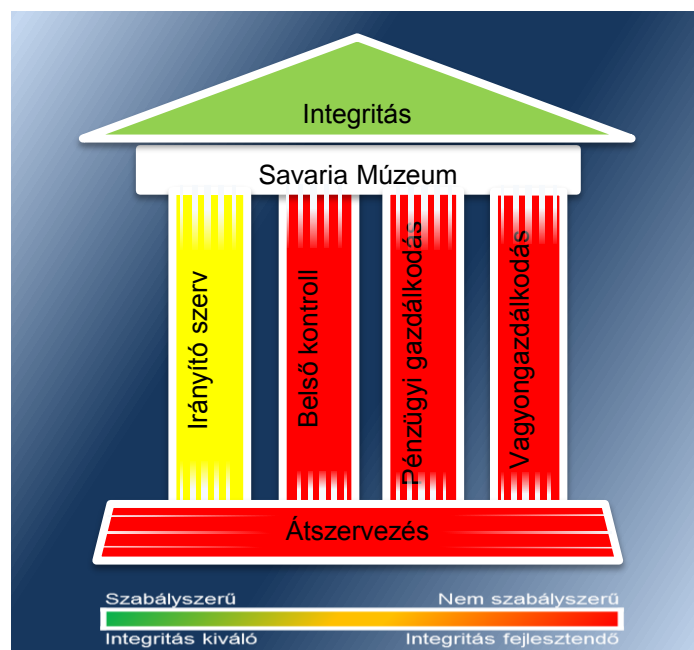 Integritás
Savaria Múzeum
Irányító szerv
Belső kontroll
Pénzügyi gazdálkodás
Vagyongazdálkodás
Átszervezés
Szabályszerű Nem szabályszerű
Integritás kiváló Integritás fejlesztendő